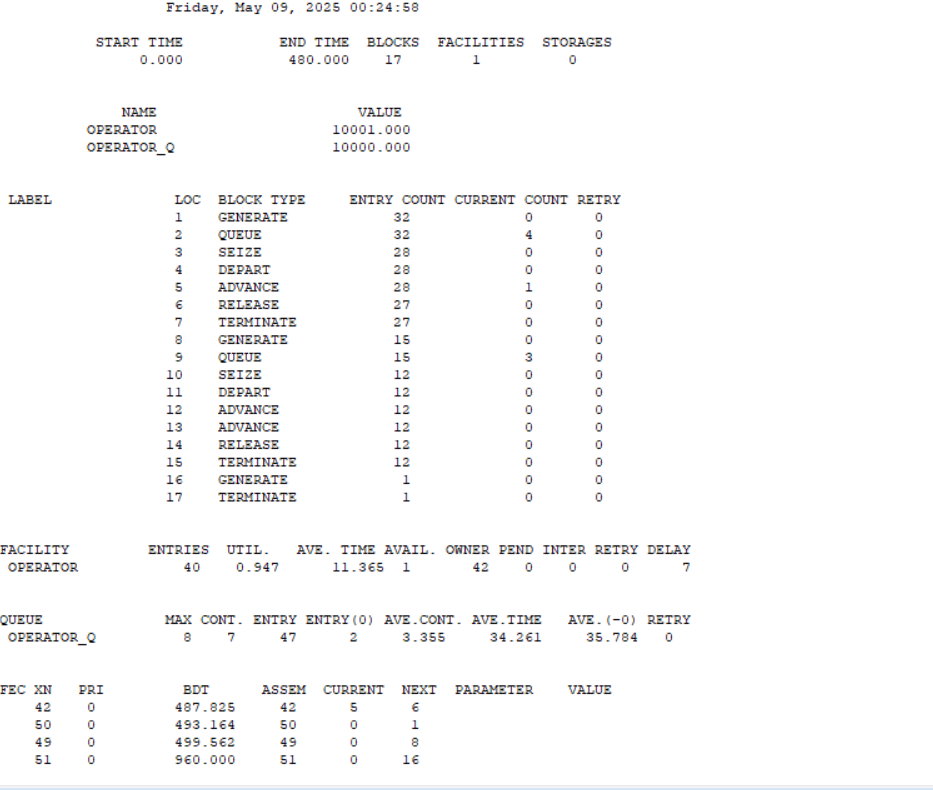 Friday, May 09, 2025 00:24:58
START TIME END TIME BLOCKS FACILITIES STORAGES
0.000 480.000 17 1 0
NAME VALUE
OPERATOR 10001.000
OPERATOR_Q 10000.000
LABEL LOC BLOCK TYPE ENTRY COUNT CURRENT COUNT RETRY
1 GENERATE 32 0 0
2 QUEUE 32 4 0
3 SEIZE 28 0 0
4 DEPART 28 0 0
5 ADVANCE 28 1 0
6 RELEASE 27 0 0
7 TERMINATE 27 0 0
8 GENERATE 15 0 0
9 QUEUE 15 3 0
10 SEIZE 12 0 0
11 DEPART 12 0 0
12 ADVANCE 12 0 0
13 ADVANCE 12 0 0
14 RELEASE 12 0 0
15 TERMINATE 12 0 0
16 GENERATE 1 0 0
17 TERMINATE 1 0 0
FACILITY ENTRIES UTIL. AVE. TIME AVAIL. OWNER PEND INTER RETRY DELAY
OPERATOR 40 0.947 11.365 1 42 0 0 0 7
QUEUE MAX CONT. ENTRY ENTRY(0) AVE.CONT. AVE.TIME AVE.(-0) RETRY
OPERATOR_Q 8 7 47 2 3.355 34.261 35.784 0
FEC XN PRI BDT ASSEM CURRENT NEXT PARAMETER VALUE
42 0 487.825 42 5 6
50 0 493.164 50 0 1
49 0 499.562 49 0 8
51 0 960.000 51 0 16